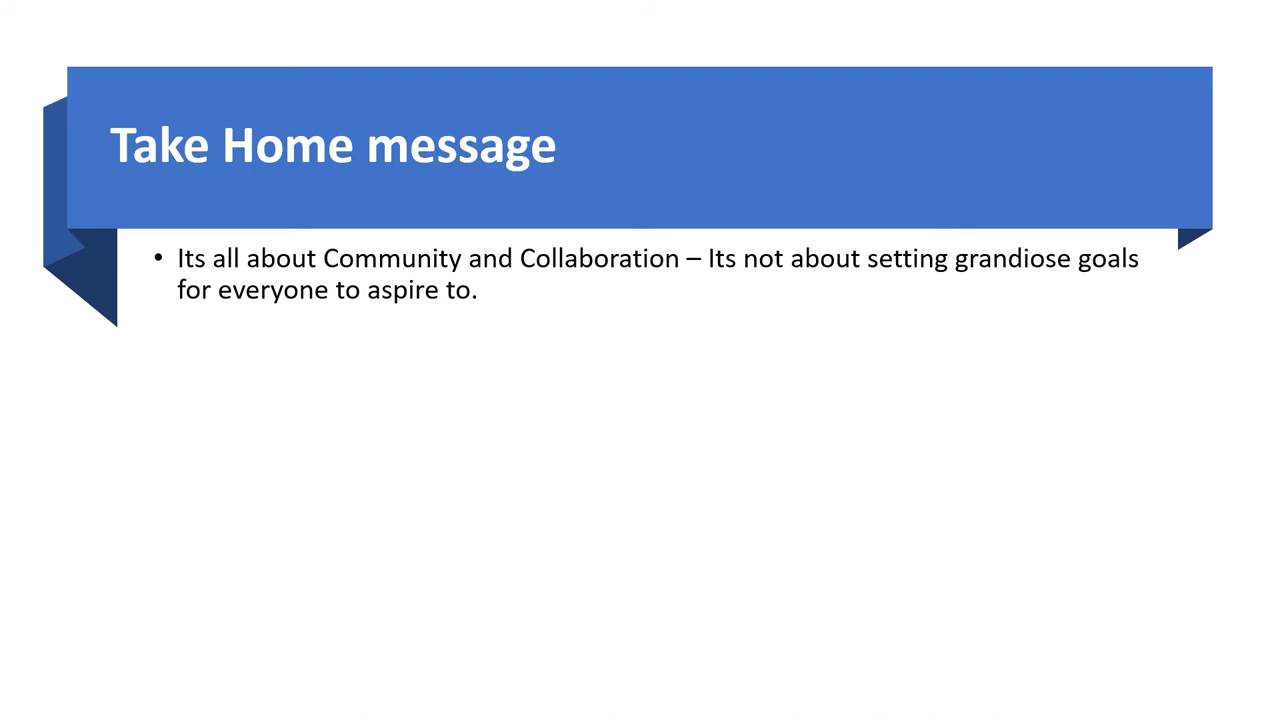 Take Home message
• Its all about Community and Collaboration – Its not about setting grandiose goals
for everyone to aspire to.